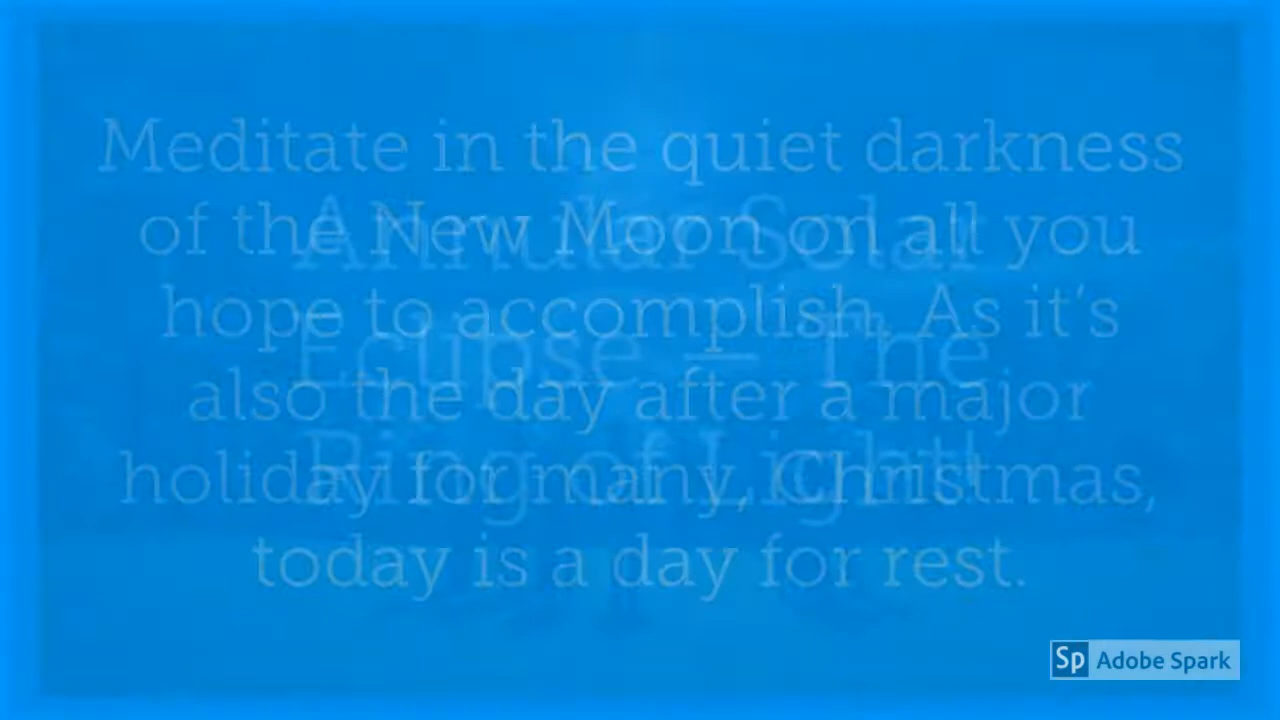 Meditate in the quiet darkness
of the New Moon on all you
hope to accomplish. As it's
also the day after a major
holiday for many, Christmas,
today is a day for rest.
Annular Solar
Eclipse – The
Ring of Light!
Sp Adobe Spark